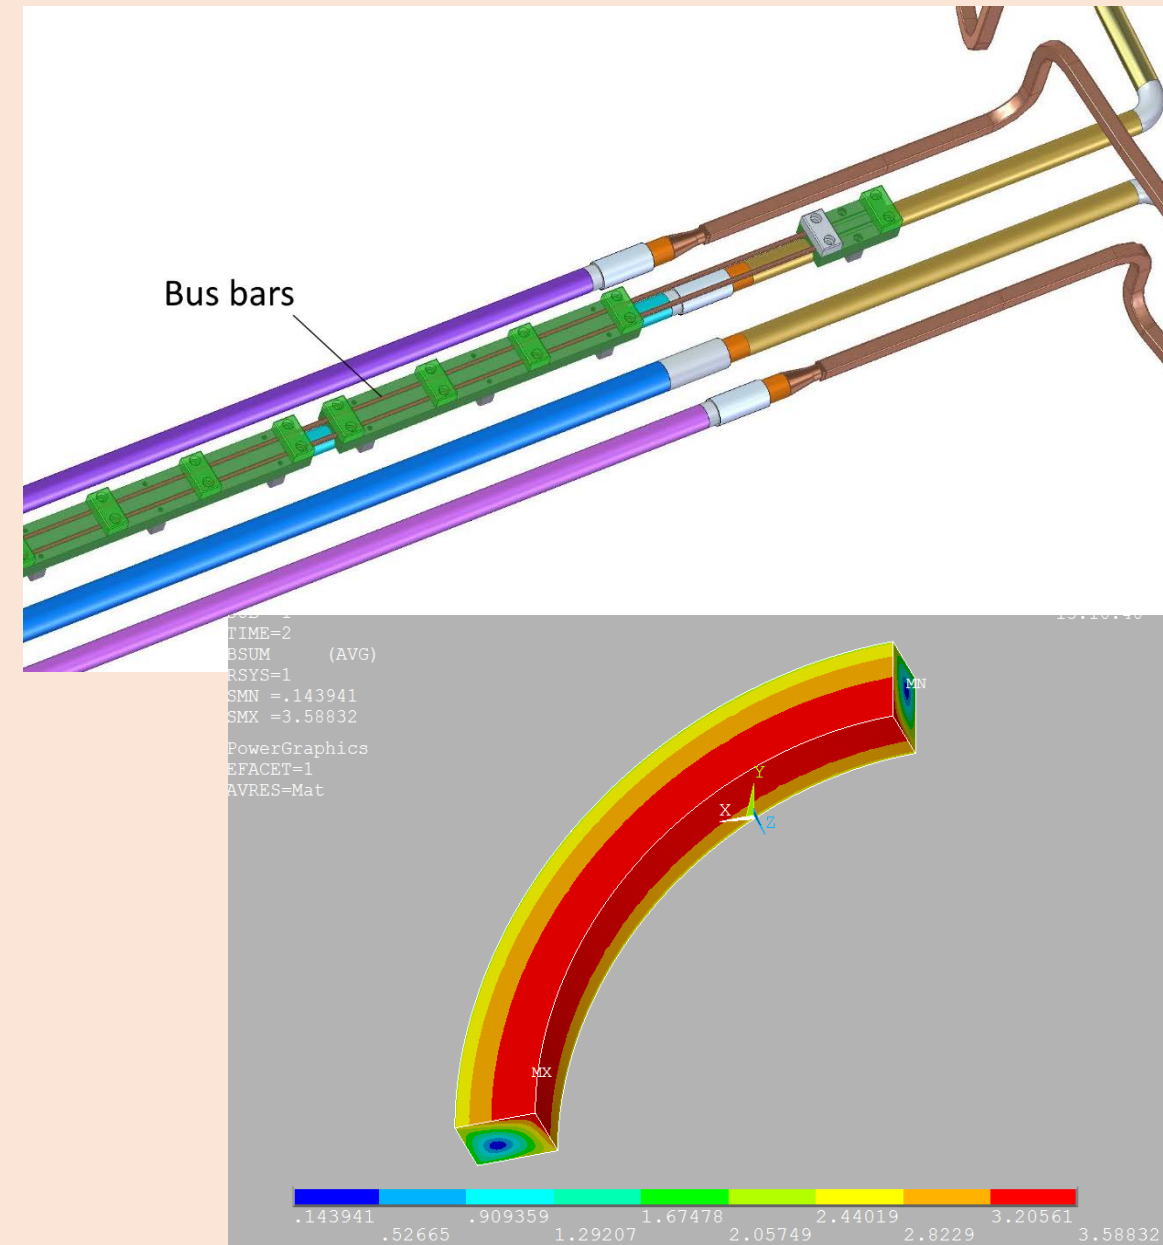 Bus bars
TIME=2
BSUM (AVG)
RSYS=1
SMN =.143941
SMX =3.58832
PowerGraphics
EFACET=1
AVRES=Mat
MN
Y
X
Z
MX
.143941 .909359 1.67478 2.44019 3.20561
.52665 1.29207 2.05749 2.8229 3.58832